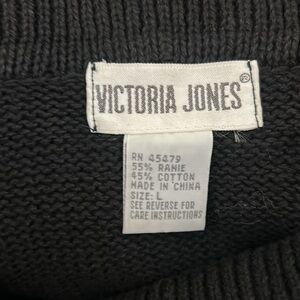 VICTORIA JONES®
RN 45479
55% RAMIE
45% COTTON
MADE IN CHINA
SIZE: L
SEE REVERSE FOR
CARE INSTRUCTIONS